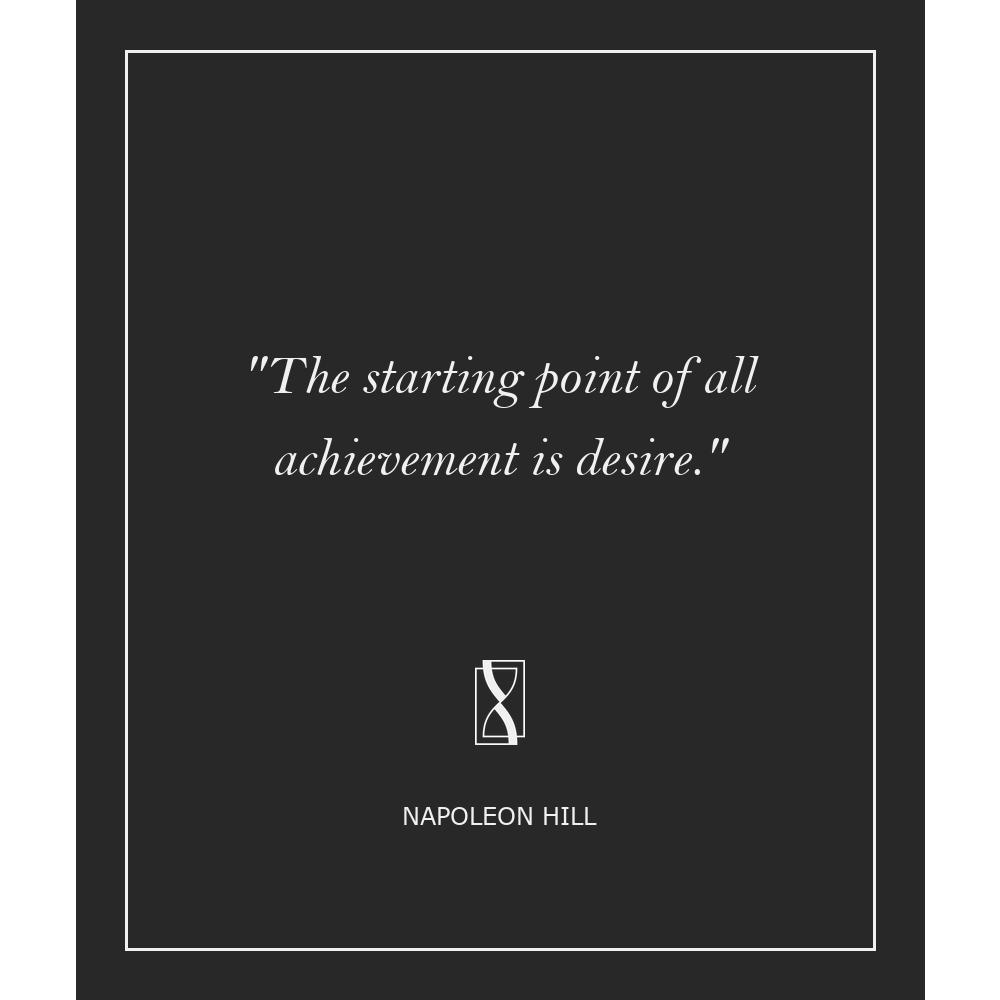 "The starting point of all
achievement is desire."
NAPOLEON HILL